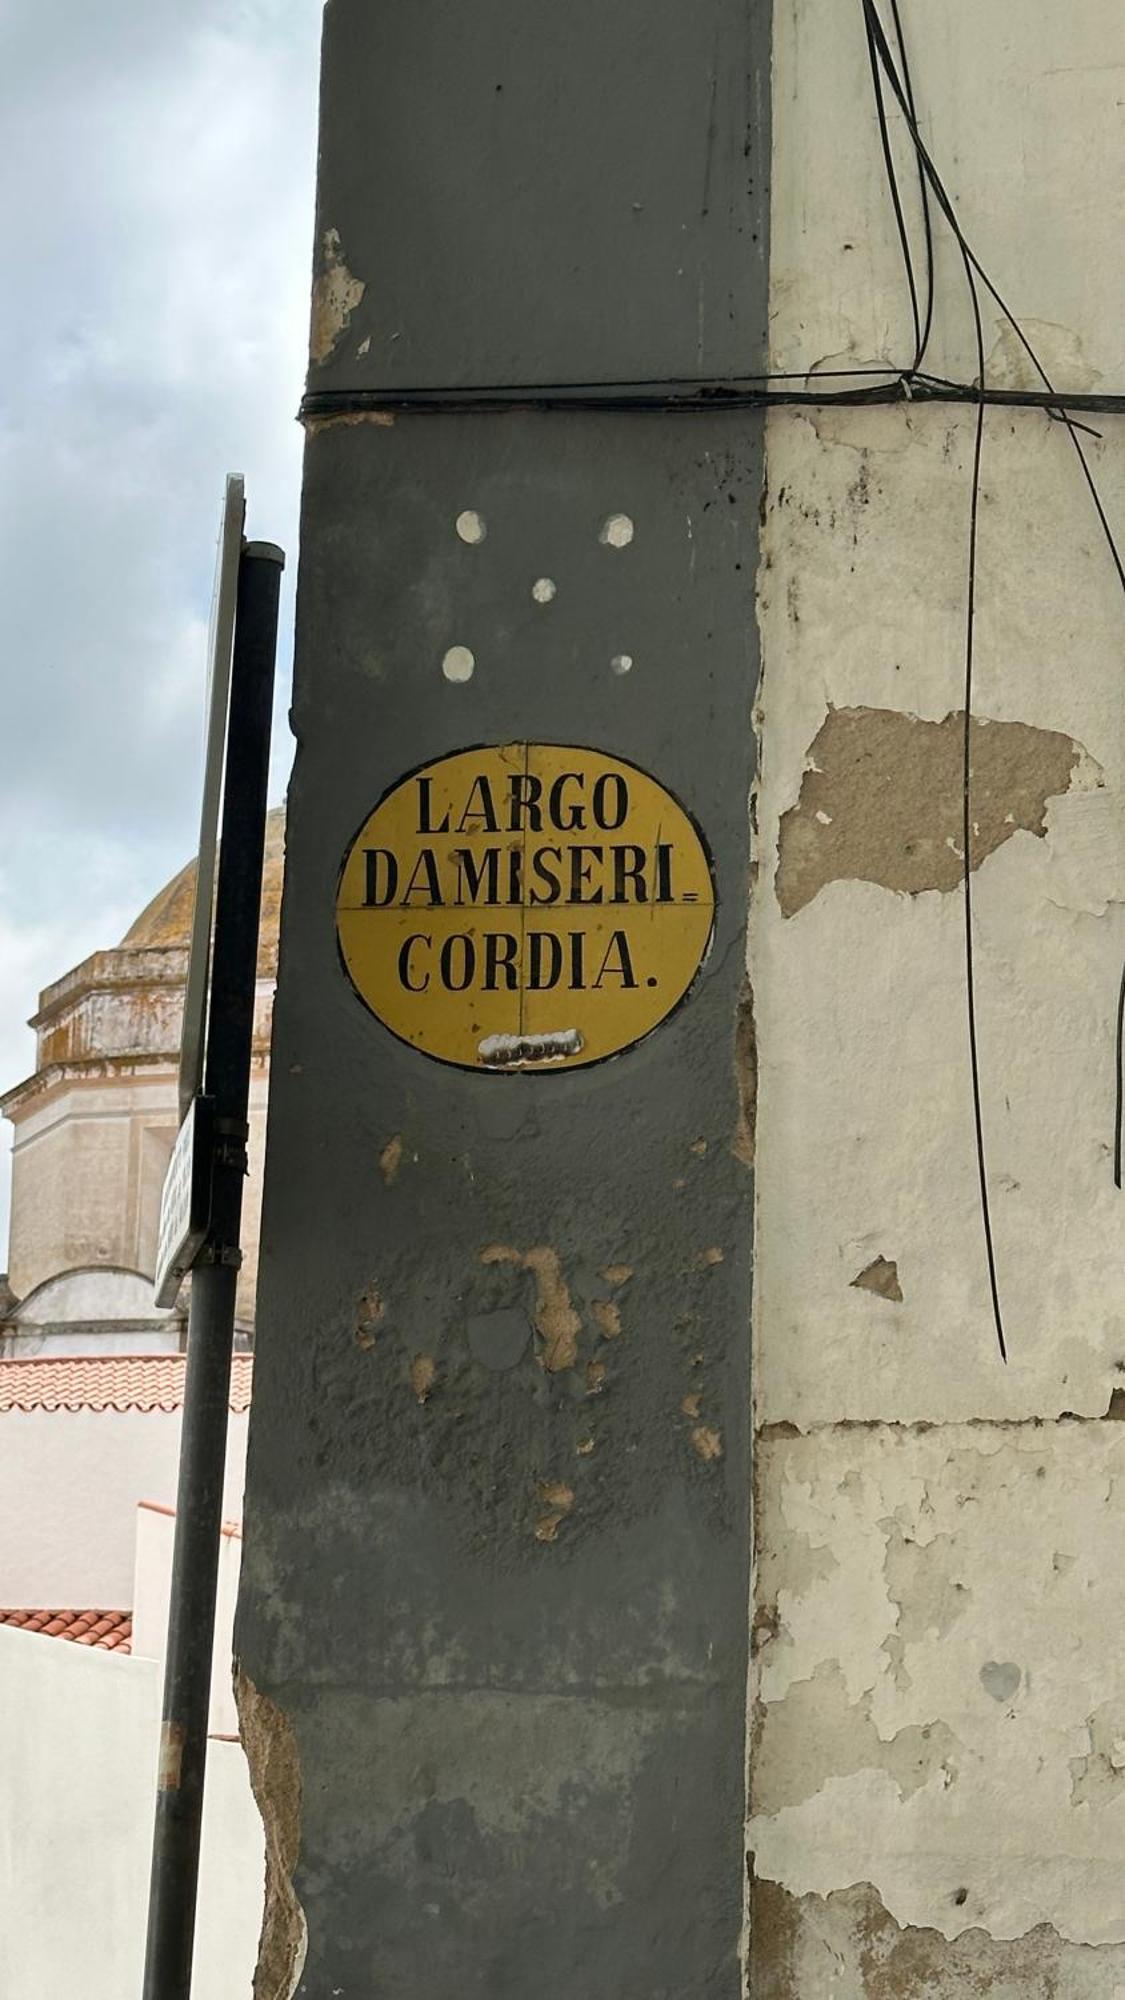 LARGO
DAMISERI=
CORDIA.